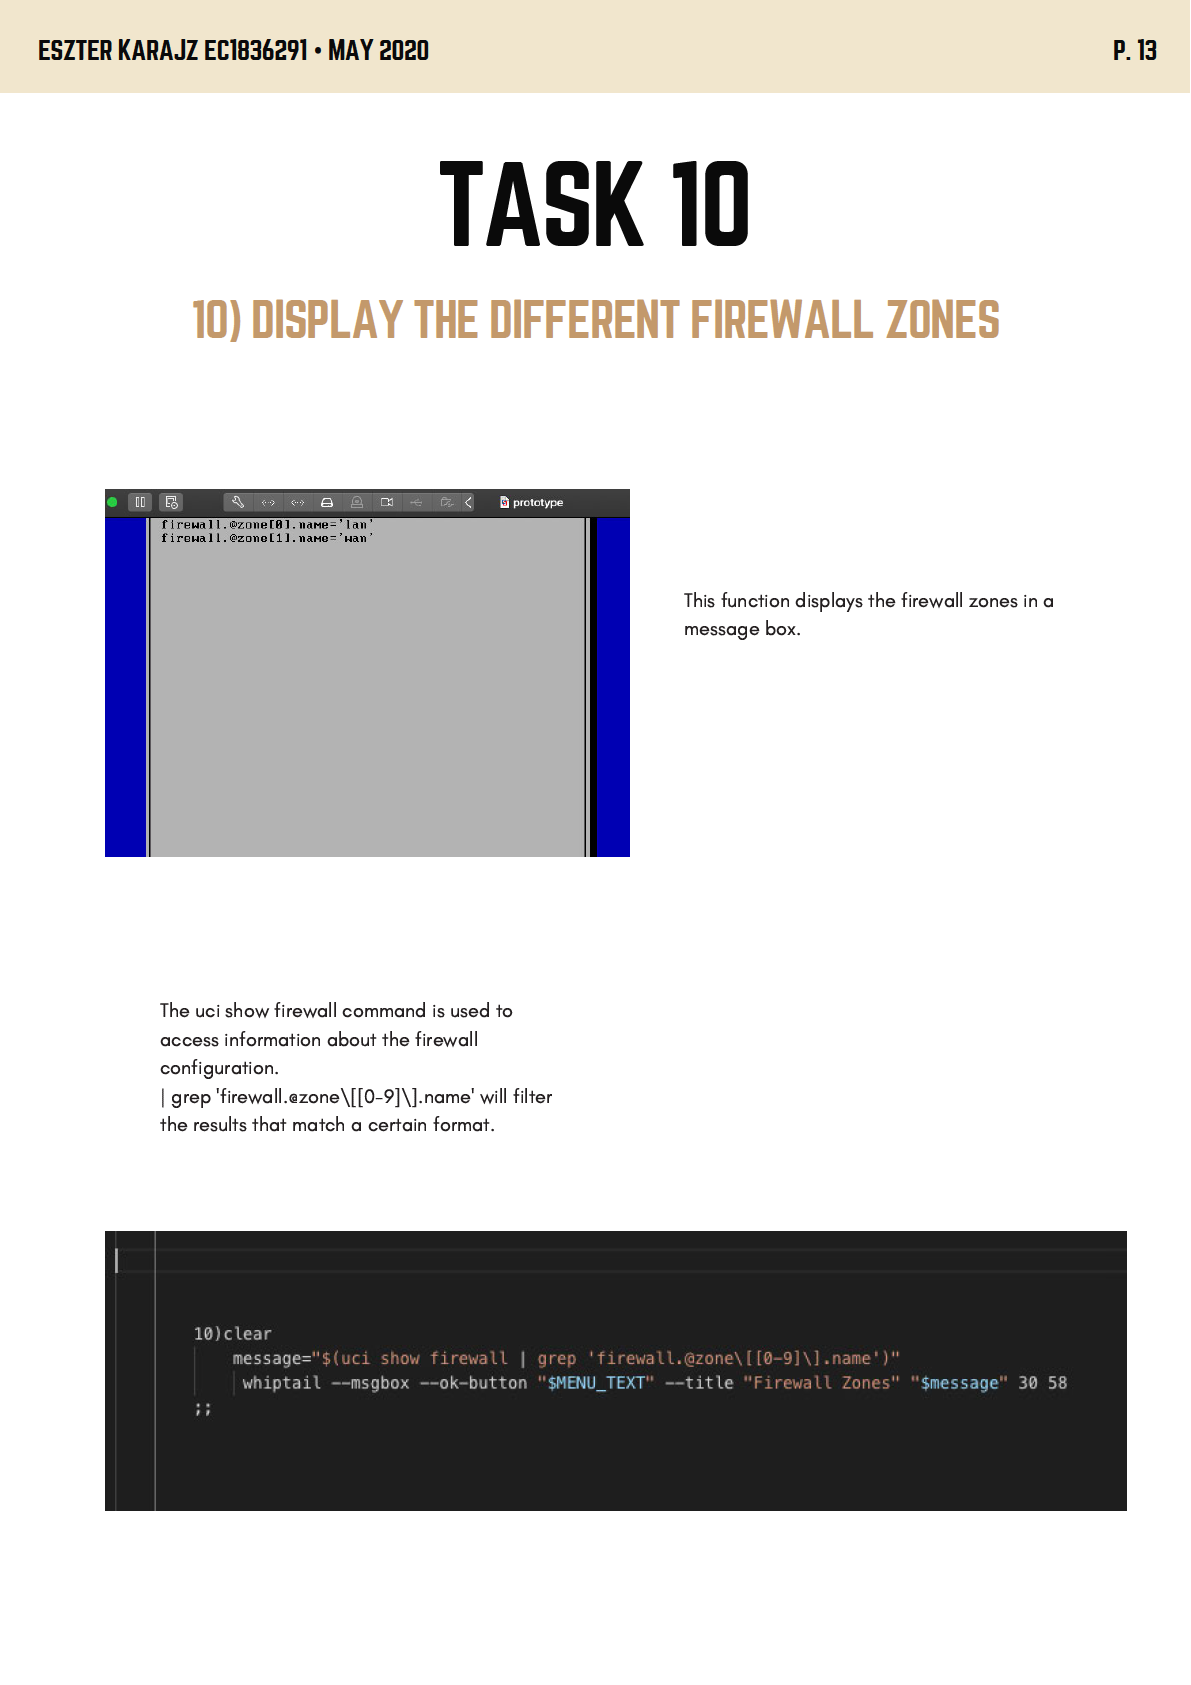 ESZTER KARAJZ EC1836291 • MAY 2020
P. 13
TASK 10
10) DISPLAY THE DIFFERENT FIREWALL ZONES
prototype
firewall.@zone[0].name='lan'
firewall.@zone[1].name='wan'
This function displays the firewall zones in a
message box.
The uci show firewall command is used to
access information about the firewall
configuration.
| grep 'firewall.@zone\[[0-9]\].name' will filter
the results that match a certain format.
10)clear
message="$(uci show firewall | grep 'firewall.@zone\[[0-9]\].name')"
whiptail --msgbox --ok-button "$MENU_TEXT" --title "Firewall Zones" "$message" 30 58
;;